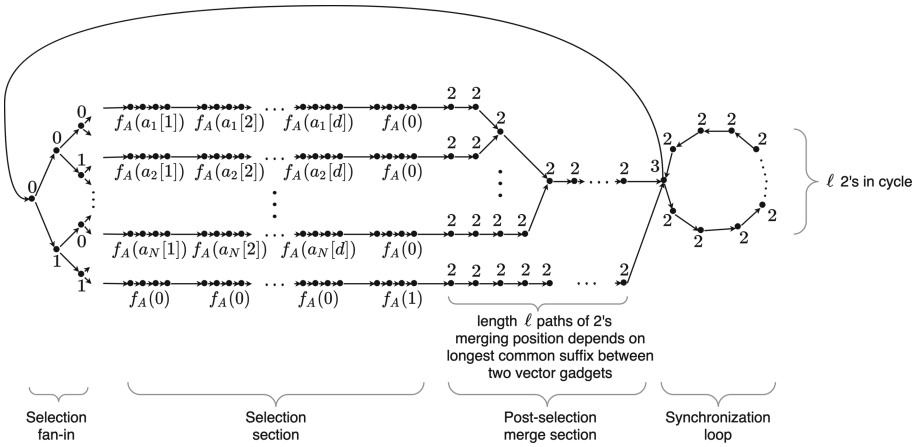 0
0
0
1
0
1
0
1
f_A(a_1[1]) f_A(a_1[2]) ⋯ f_A(a_1[d]) f_A(0) 2 2
f_A(a_2[1]) f_A(a_2[2]) ⋯ f_A(a_2[d]) f_A(0) 2 2 2
2 2 ⋯ 2 3
f_A(a_N[1]) f_A(a_N[2]) ⋯ f_A(a_N[d]) f_A(0) 2 2 2 2
f_A(0) f_A(0) ⋯ f_A(0) f_A(1) 2 2 2 2 2 ⋯ 2
2 2 2 2
2 2 2 2
ℓ 2's in cycle
length ℓ paths of 2's
merging position depends on
longest common suffix between
two vector gadgets
Selection
fan-in
Selection
section
Post-selection
merge section
Synchronization
loop